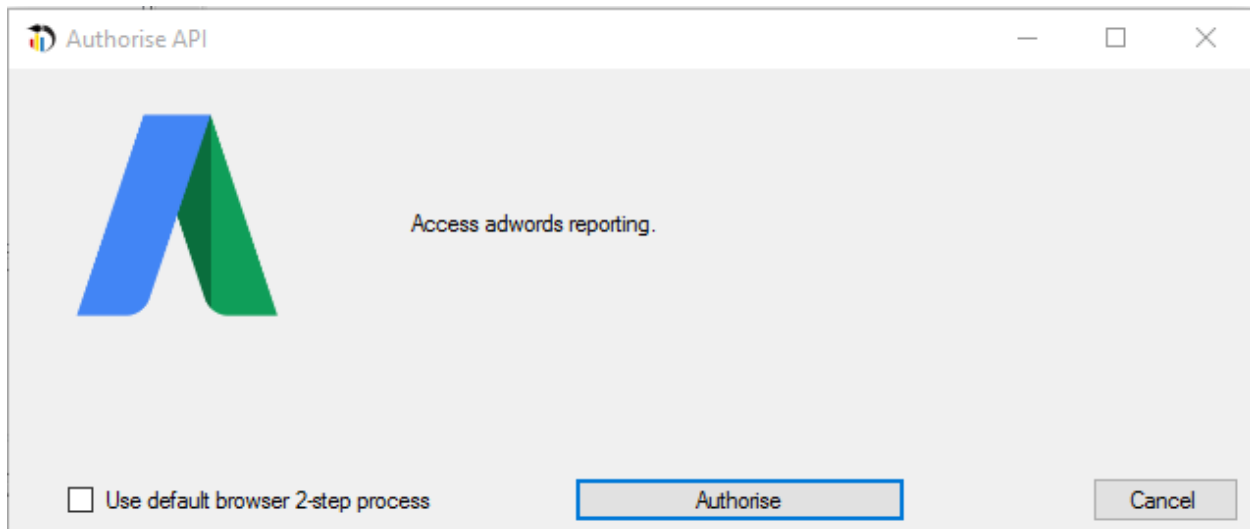 Authorise API
Access adwords reporting.
Use default browser 2-step process
Authorise
Cancel